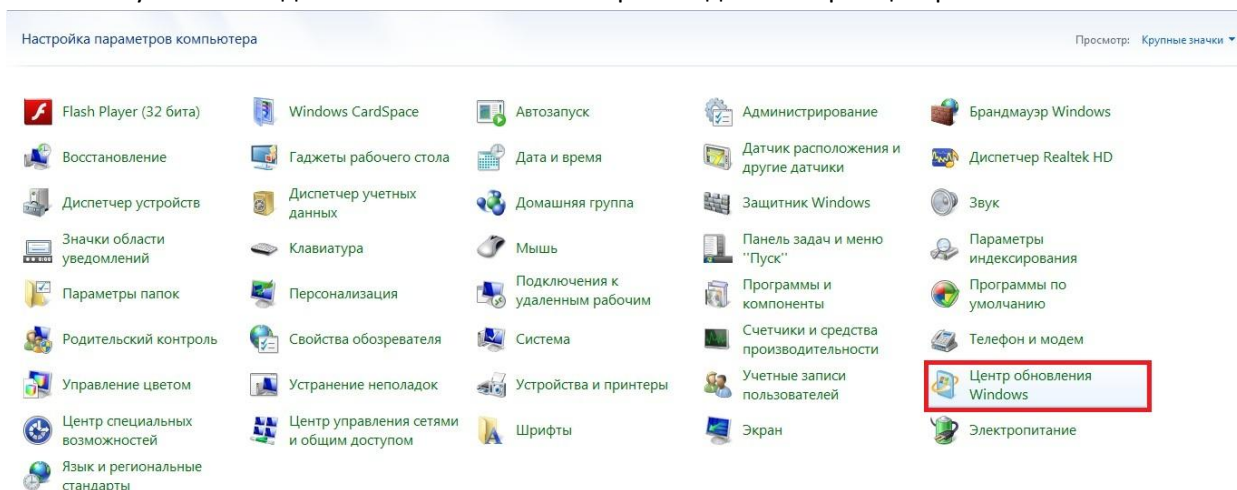 Настройка параметров компьютера
Просмотр: Крупные значки
Flash Player (32 бита)
Windows CardSpace
Автозапуск
Администрирование
Брандмауэр Windows
Восстановление
Гаджеты рабочего стола
Дата и время
Датчик расположения и
другие датчики
Диспетчер Realtek HD
Диспетчер устройств
Диспетчер учетных
данных
Домашняя группа
Защитник Windows
Звук
Значки области
уведомлений
Клавиатура
Мышь
Панель задач и меню
''Пуск''
Параметры
индексирования
Параметры папок
Персонализация
Подключения к
удаленным рабочим
Программы и
компоненты
Программы по
умолчанию
Родительский контроль
Свойства обозревателя
Система
Счетчики и средства
производительности
Телефон и модем
Управление цветом
Устранение неполадок
Устройства и принтеры
Учетные записи
пользователей
Центр обновления
Windows
Центр специальных
возможностей
Центр управления сетями
и общим доступом
Шрифты
Экран
Электропитание
Язык и региональные
стандарты